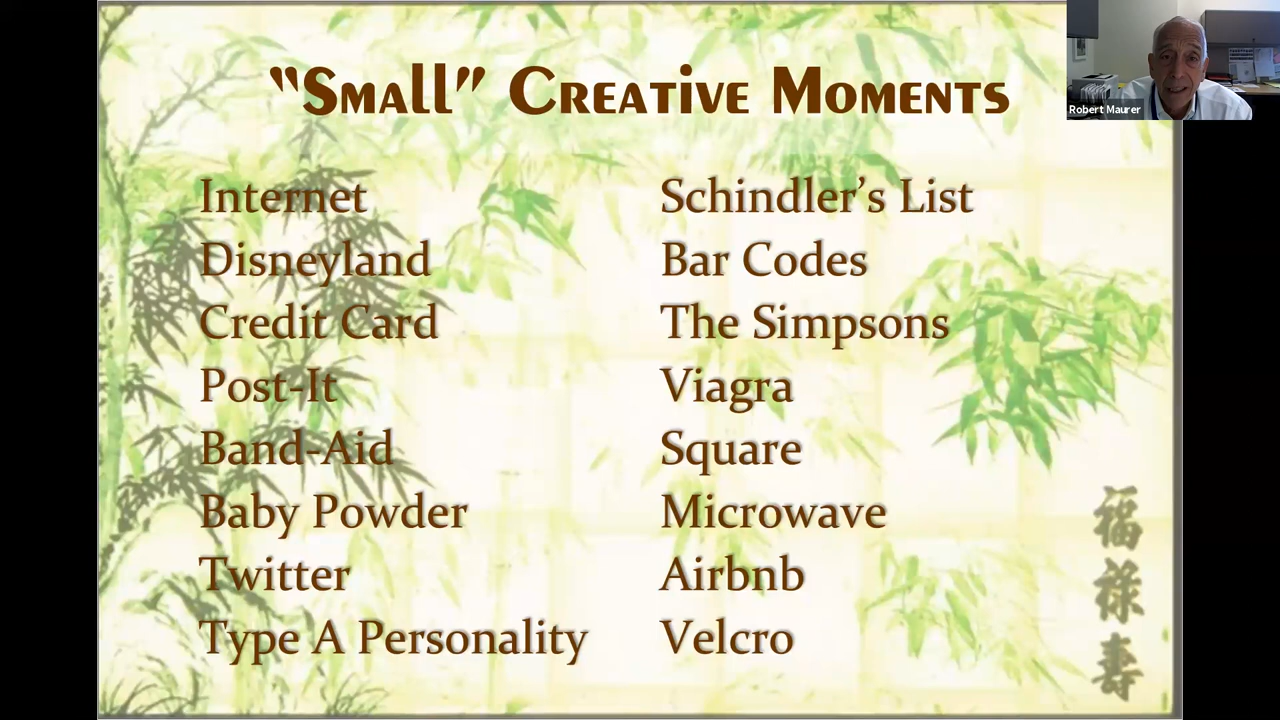 “Small” Creative Moments
Robert Maurer
Internet
Disneyland
Credit Card
Post-It
Band-Aid
Baby Powder
Twitter
Type A Personality
Schindler’s List
Bar Codes
The Simpsons
Viagra
Square
Microwave
Airbnb
Velcro
福
祿
壽